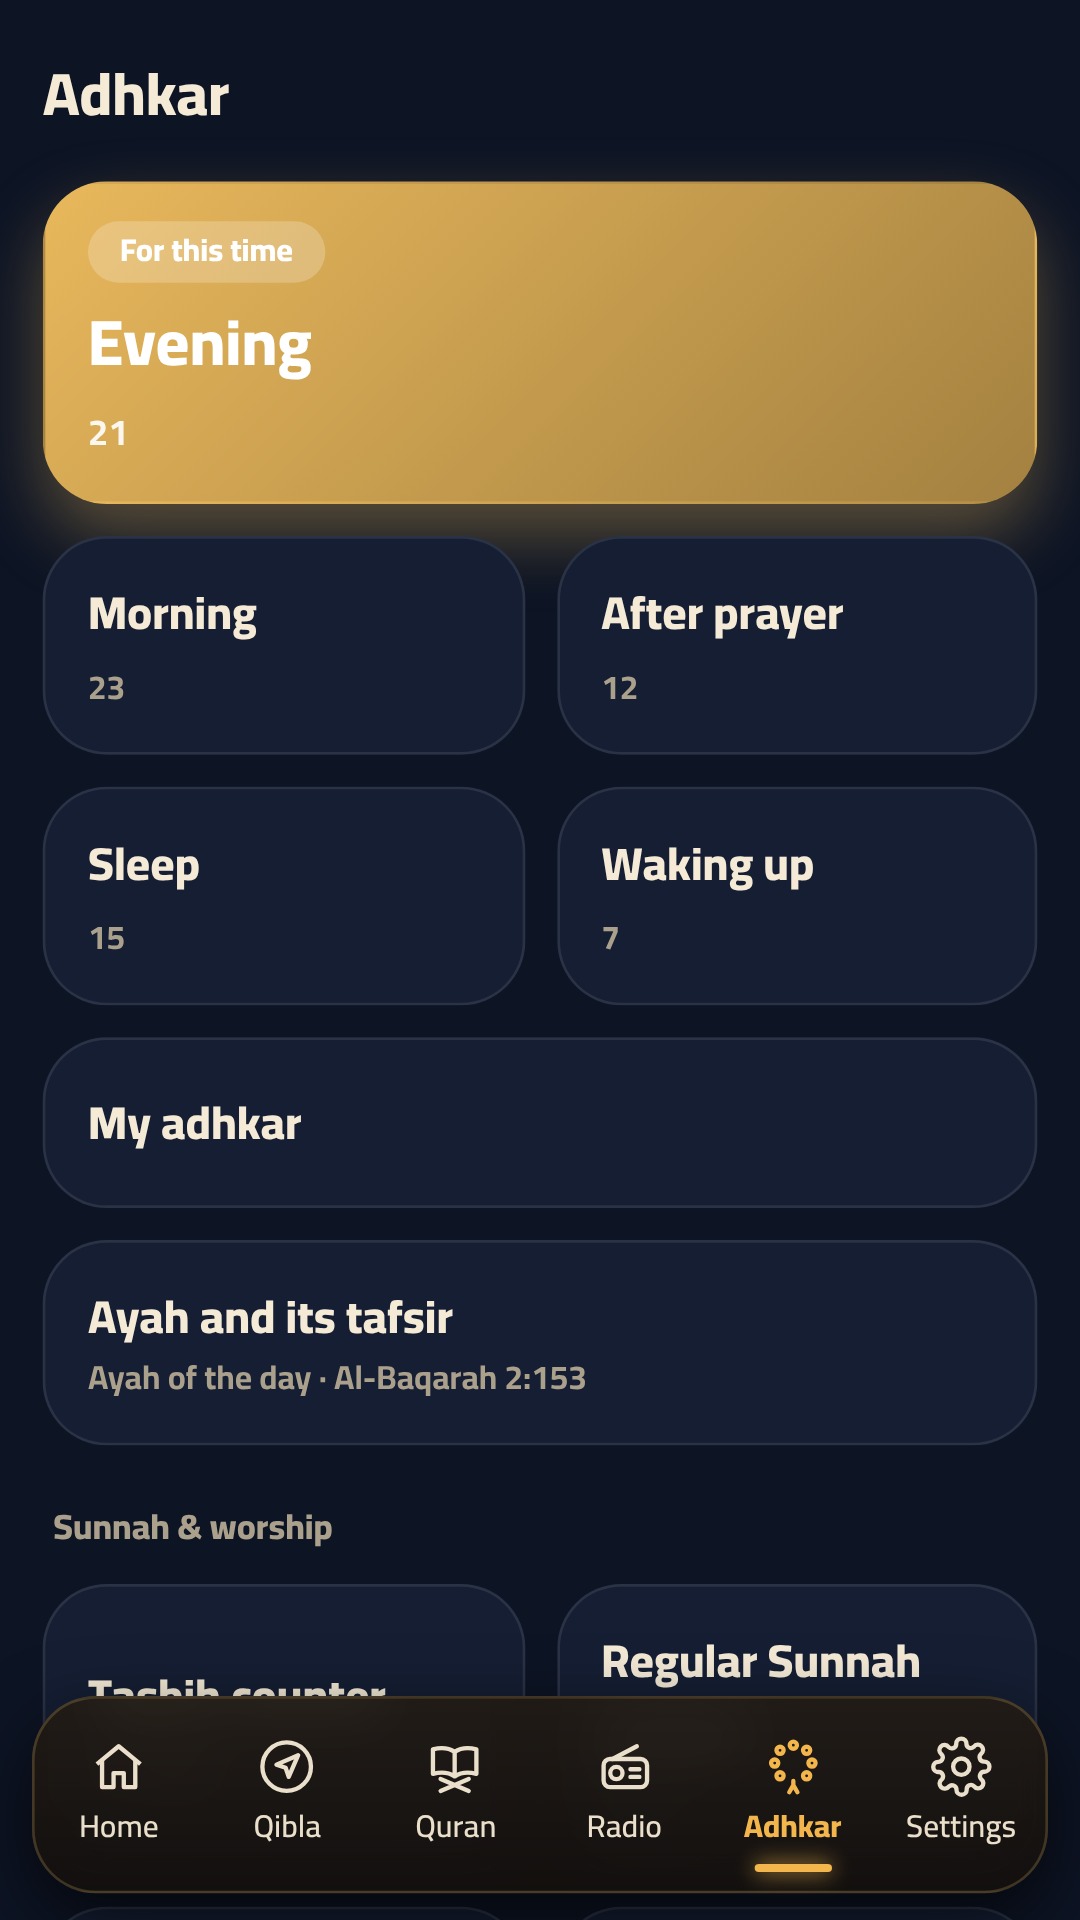 Adhkar
For this time
Evening
21
Morning
23
After prayer
12
Sleep
15
Waking up
7
My adhkar
Ayah and its tafsir
Ayah of the day · Al-Baqarah 2:153
Sunnah & worship
Tasbih counter
Regular Sunnah
Home
Qibla
Quran
Radio
Adhkar
Settings